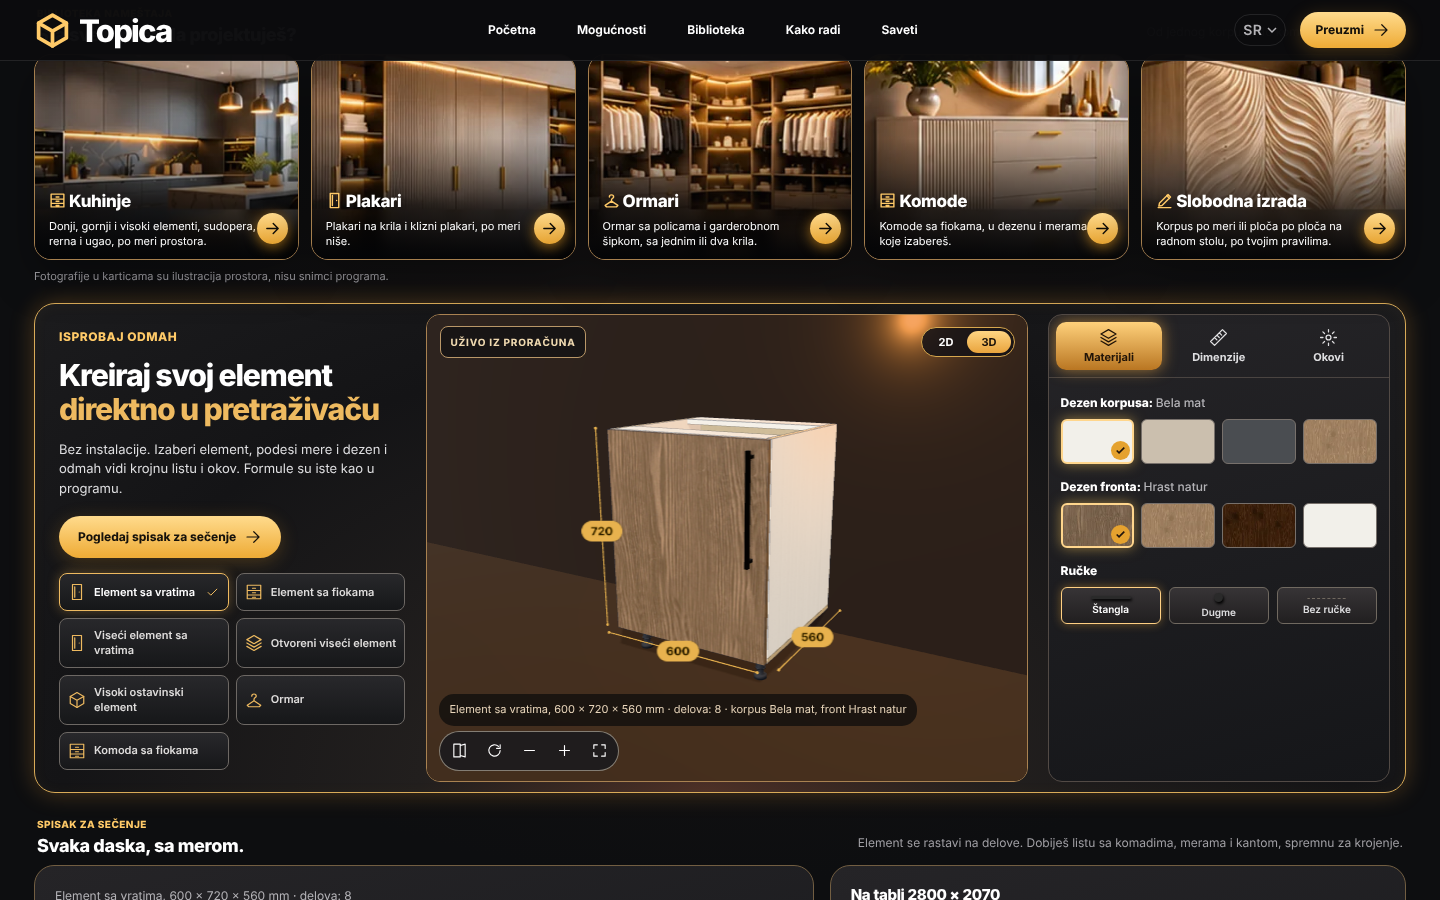 Topica
Početna
Mogućnosti
Biblioteka
Kako radi
Saveti
SR
Preuzmi
Kuhinje
Donji, gornji i visoki elementi, sudopera,
rerna i ugao, po meri prostora.
Plakari
Plakari na krila i klizni plakari, po meri
niše.
Ormari
Ormar sa policama i garderobnom
šipkom, sa jednim ili dva krila.
Komode
Komode sa fiokama, u dezenu i merama
koje izabereš.
Slobodna izrada
Korpus po meri ili ploča po ploča na
radnom stolu, po tvojim pravilima.
Fotografije u karticama su ilustracija prostora, nisu snimci programa.
ISPROBAJ ODMAH
Kreiraj svoj element
direktno u pretraživaču
Bez instalacije. Izaberi element, podesi mere i dezen i
odmah vidi krojnu listu i okov. Formule su iste kao u
programu.
Pogledaj spisak za sečenje
Element sa vratima
Element sa fiokama
Viseći element sa
vratima
Otvoreni viseći element
Visoki ostavinski
element
Ormar
Komoda sa fiokama
UŽIVO IZ PRORAČUNA
2D
3D
720
600
560
Element sa vratima, 600 × 720 × 560 mm · delova: 8 · korpus Bela mat, front Hrast natur
Materijali
Dimenzije
Okovi
Dezen korpusa: Bela mat
Dezen fronta: Hrast natur
Ručke
Štangla
Dugme
Bez ručke
SPISAK ZA SEČENJE
Svaka daska, sa merom.
Element se rastavi na delove. Dobiješ listu sa komadima, merama i kantom, spremnu za krojenje.
Element sa vratima, 600 × 720 × 560 mm · delova: 8
Na tabli 2800 × 2070